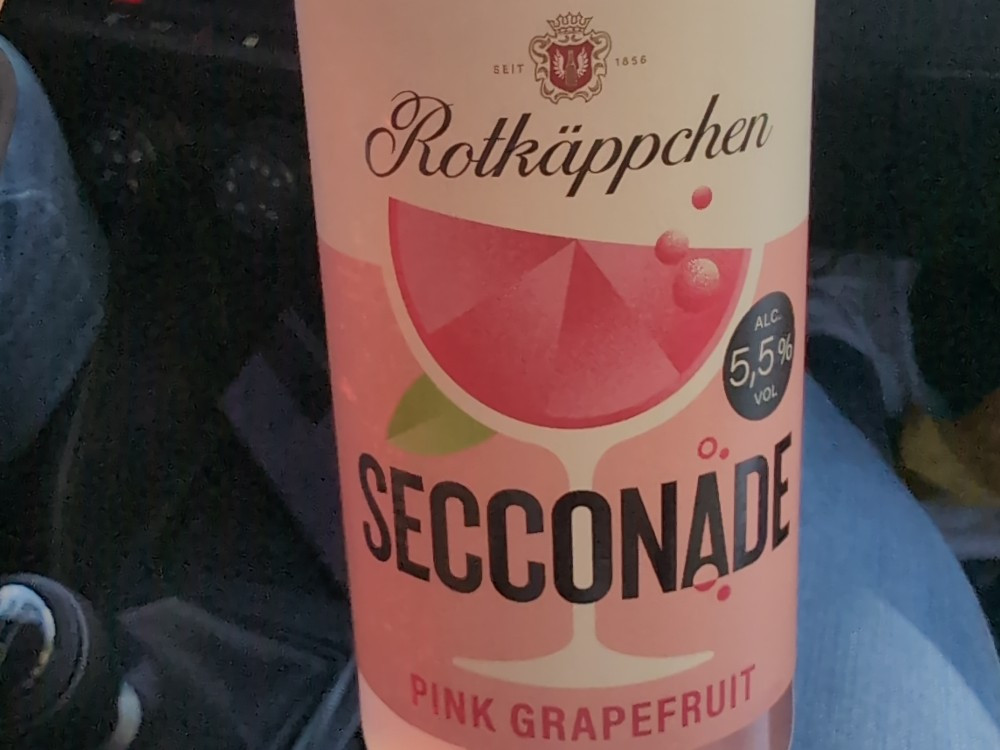 SEIT 1856
Rotkäppchen
ALC.
5,5%
VOL
SECCONADE
PINK GRAPEFRUIT